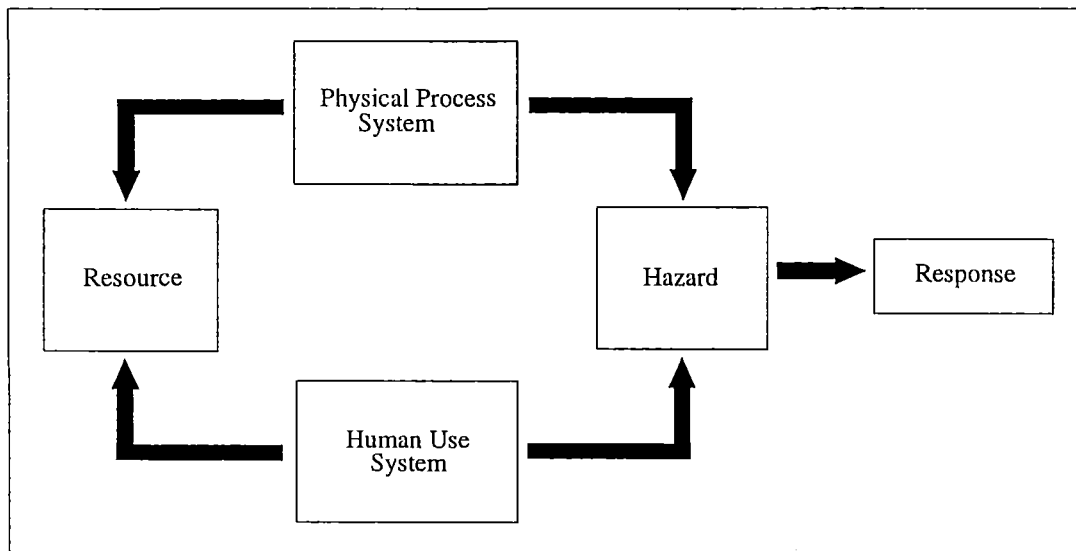 Physical Process
System
Resource
Hazard
Response
Human Use
System